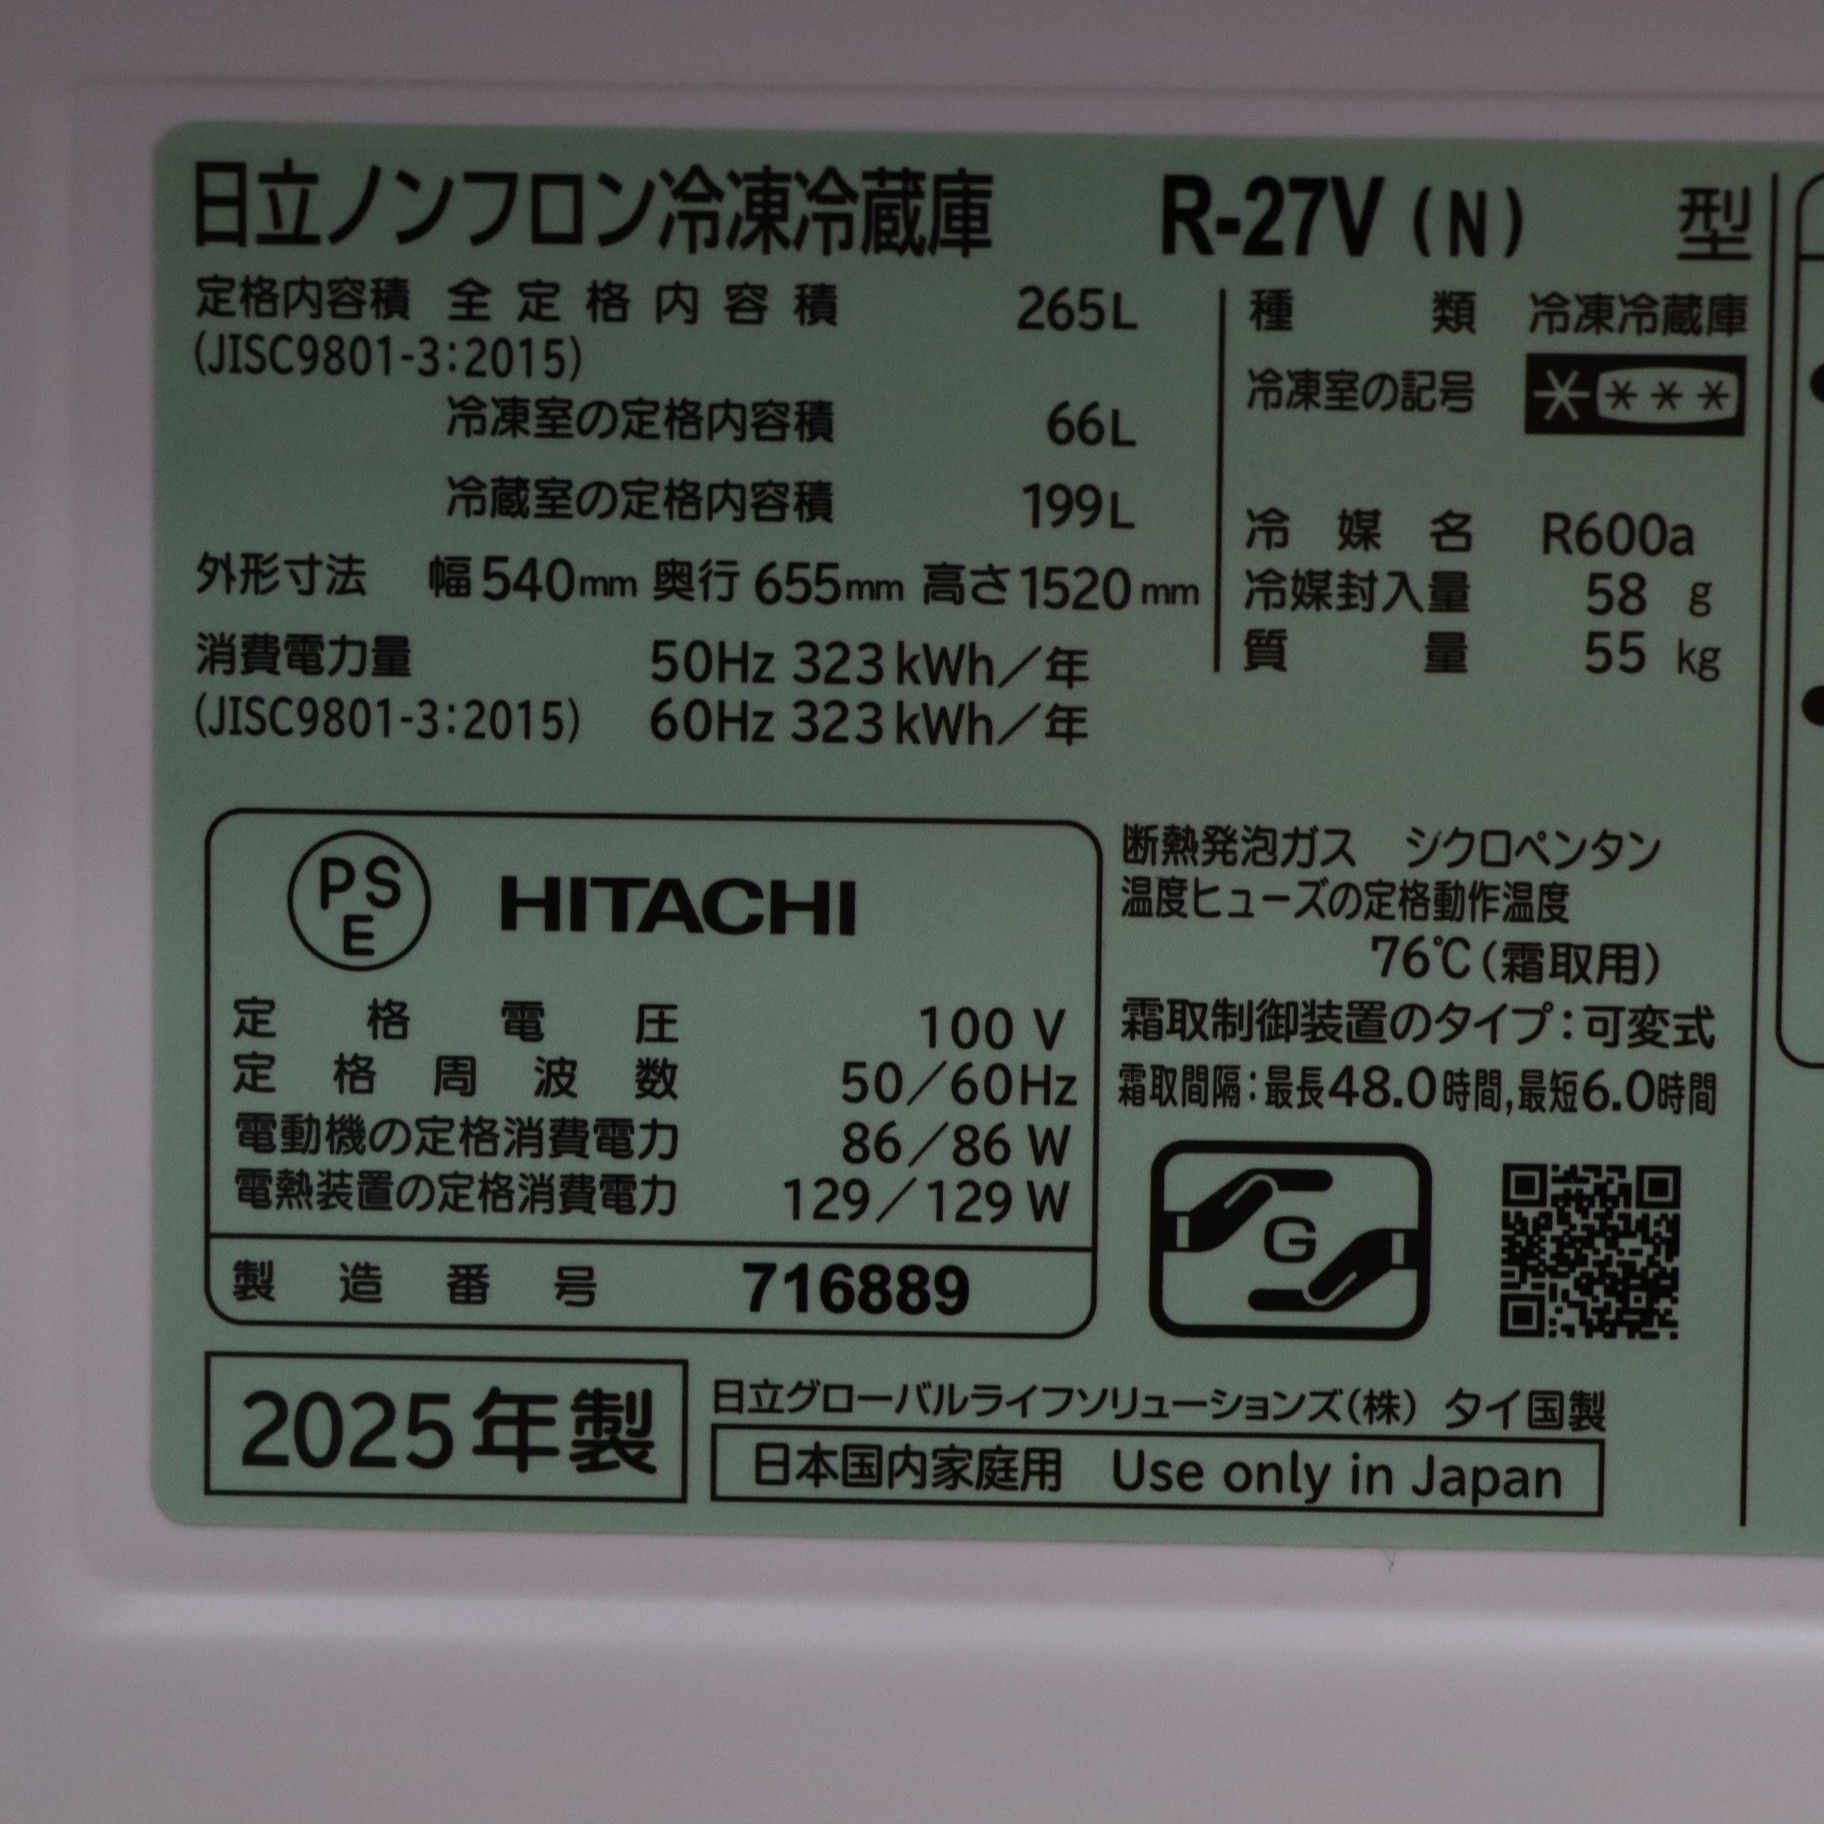 日立ノンフロン冷凍冷蔵庫 R-27V (N) 型
定格内容積 全定格内容積 265L
(JISC9801-3:2015)
冷凍室の定格内容積 66L
冷蔵室の定格内容積 199L
外形寸法 幅540mm 奥行655mm 高さ1520mm
消費電力量 50Hz 323kWh/年
(JISC9801-3:2015) 60Hz 323kWh/年
種類 冷凍冷蔵庫
冷凍室の記号 ＊＊＊＊
冷媒名 R600a
冷媒封入量 58 g
質量 55 kg
PSE HITACHI
定格電圧 100 V
定格周波数 50/60Hz
電動機の定格消費電力 86/86 W
電熱装置の定格消費電力 129/129 W
製造番号 716889
断熱発泡ガス シクロペンタン
温度ヒューズの定格動作温度
76℃(霜取用)
霜取制御装置のタイプ:可変式
霜取間隔:最長48.0時間,最短6.0時間
G
2025年製
日立グローバルライフソリューションズ(株) タイ国製
日本国内家庭用 Use only in Japan